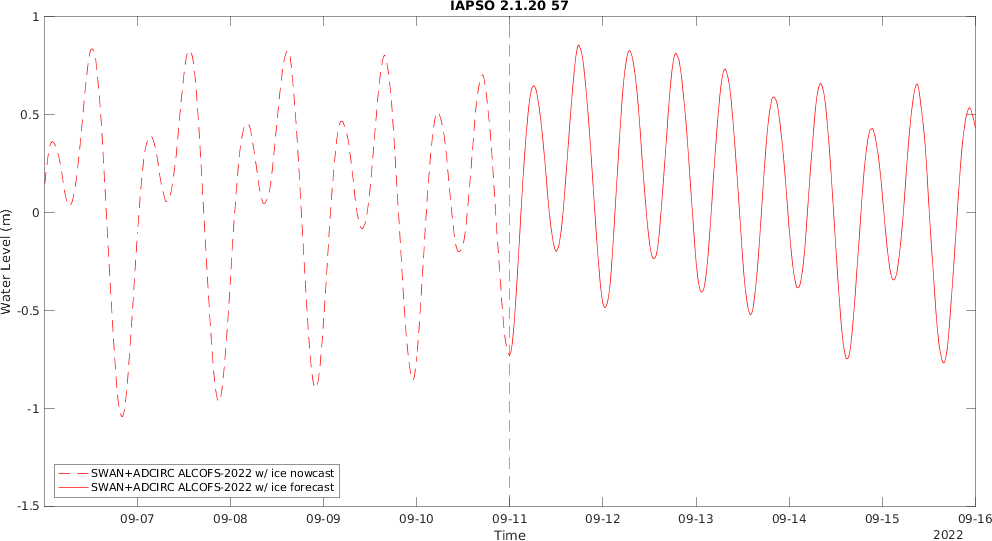 IAPSO 2.1.20 57
1
0.5
0
-0.5
-1
-1.5
Water Level (m)
SWAN+ADCIRC ALCOFS-2022 w/ ice nowcast
SWAN+ADCIRC ALCOFS-2022 w/ ice forecast
09-07 09-08 09-09 09-10 09-11 09-12 09-13 09-14 09-15 09-16
Time
2022